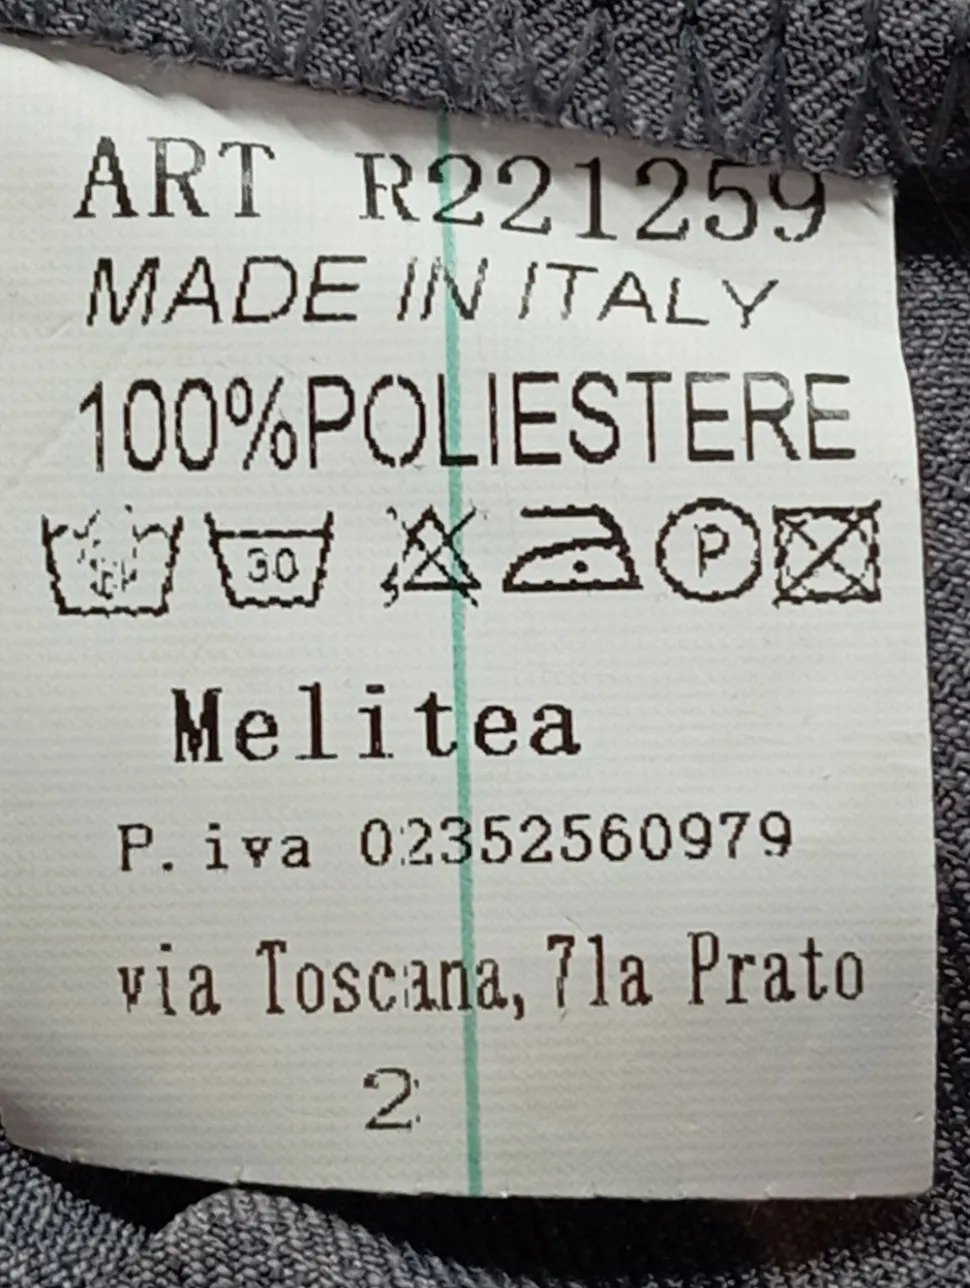 ART R221259
MADE IN ITALY
100%POLIESTERE
30 P
Melitea
P.iva 02352560979
via Toscana,71a Prato
2